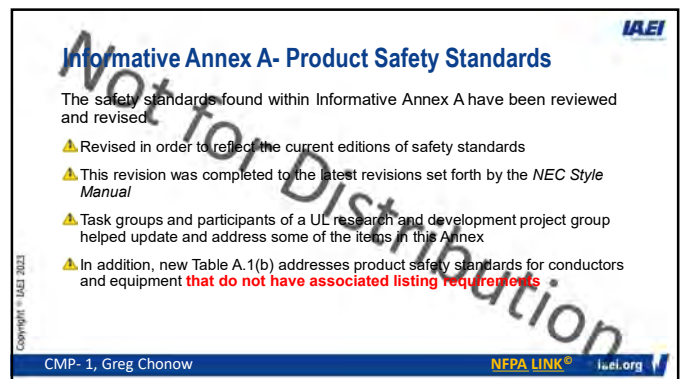 IAEI
Informative Annex A- Product Safety Standards
The safety standards found within Informative Annex A have been reviewed
and revised
Revised in order to reflect the current editions of safety standards
This revision was completed to the latest revisions set forth by the NEC Style
Manual
Task groups and participants of a UL research and development project group
helped update and address some of the items in this Annex
In addition, new Table A.1(b) addresses product safety standards for conductors
and equipment that do not have associated listing requirements
Not for Distribution
Copyright © IAEI 2023
CMP- 1, Greg Chonow
NFPA LINK©
iaei.org